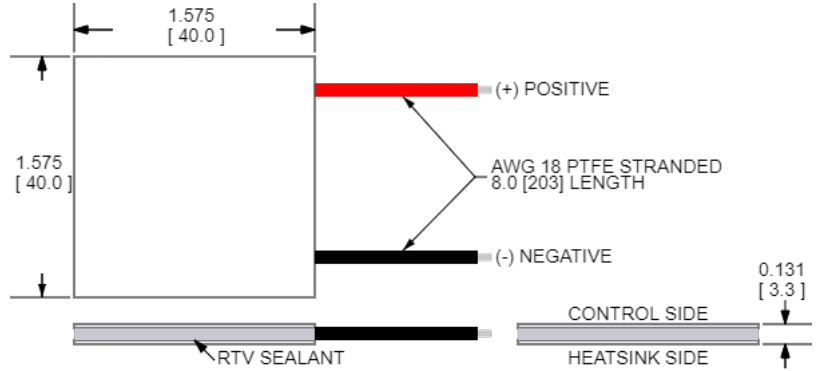 1.575
[ 40.0 ]
(+) POSITIVE
1.575
[ 40.0 ]
AWG 18 PTFE STRANDED
8.0 [203] LENGTH
(-) NEGATIVE
0.131
[ 3.3 ]
CONTROL SIDE
RTV SEALANT
HEATSINK SIDE